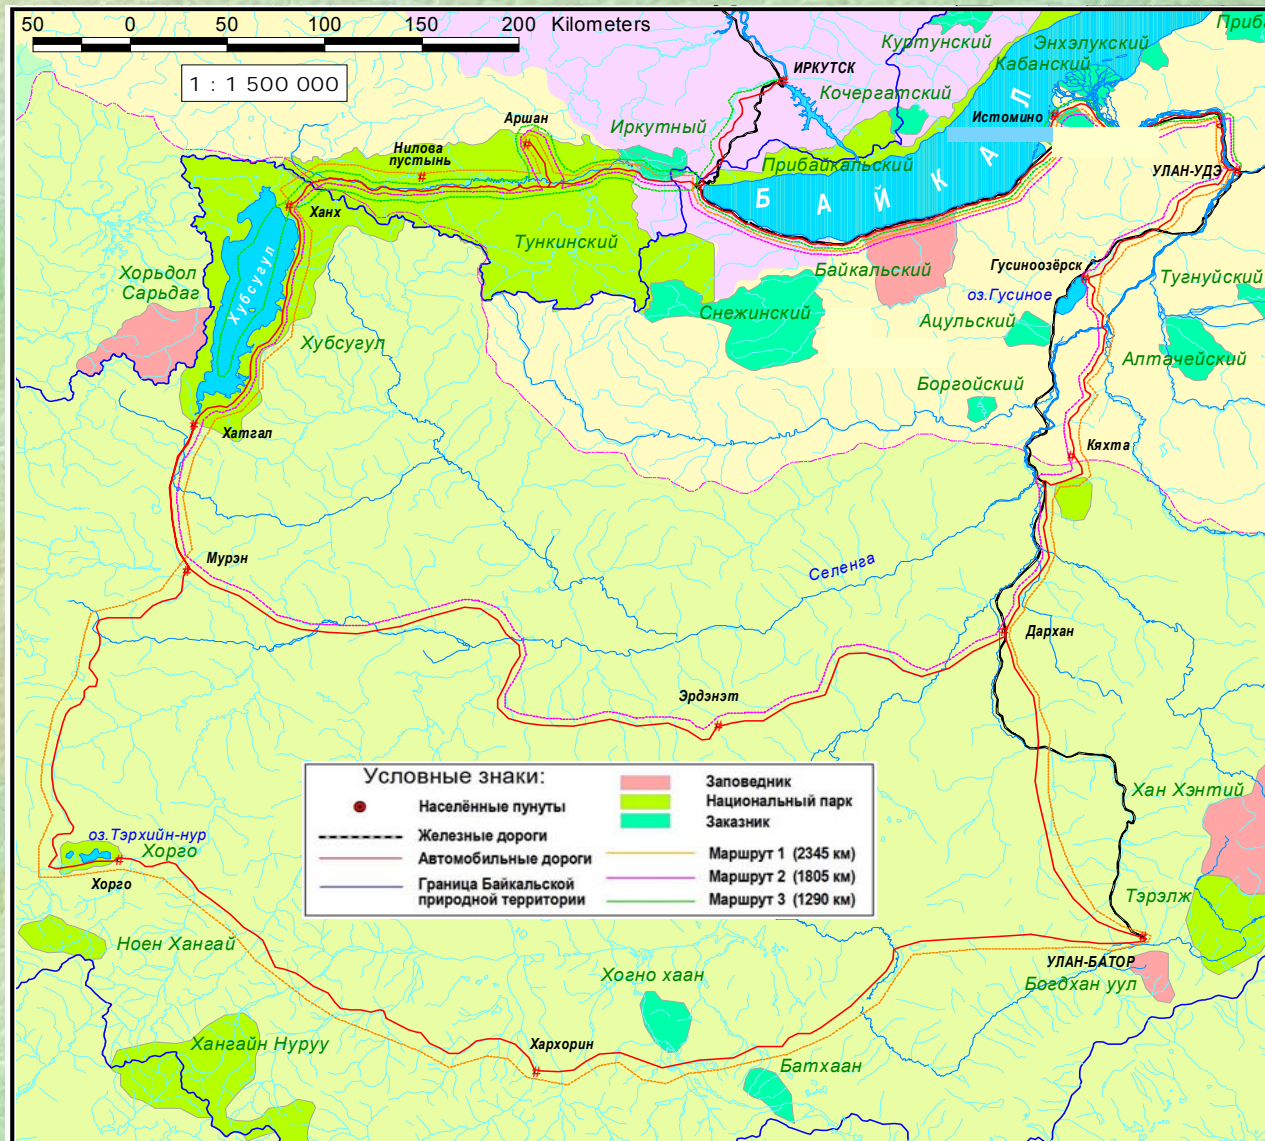 50 0 50 100 150 200 Kilometers
1 : 1 500 000
Куртунский
Энхэлукский
Кабанский
ИРКУТСК
Кочергатский
Истомино
Аршан
Иркутный
Нилова
пустынь
Прибайкальский
УЛАН-УДЭ
БАЙКАЛ
Ханх
Тункинский
Хорьдол
Сарьдаг
Хубсугул
Байкальский
Гусиноозёрск
оз.Гусиное
Тугнуйский
Снежинский
Ацульский
Хубсугул
Алтачейский
Боргойский
Хатгал
Кяхта
Мурэн
Селенга
Дархан
Эрдэнэт
Условные знаки:
Населённые пунуты
Железные дороги
Автомобильные дороги
Граница Байкальской
природной территории
Заповедник
Национальный парк
Заказник
Маршрут 1 (2345 км)
Маршрут 2 (1805 км)
Маршрут 3 (1290 км)
Хан Хэнтий
оз.Тэрхийн-нур
Хорго
Хорго
Тэрэлж
Ноен Хангай
УЛАН-БАТОР
Богдхан уул
Хогно хаан
Хангайн Нуруу
Хархорин
Батхаан